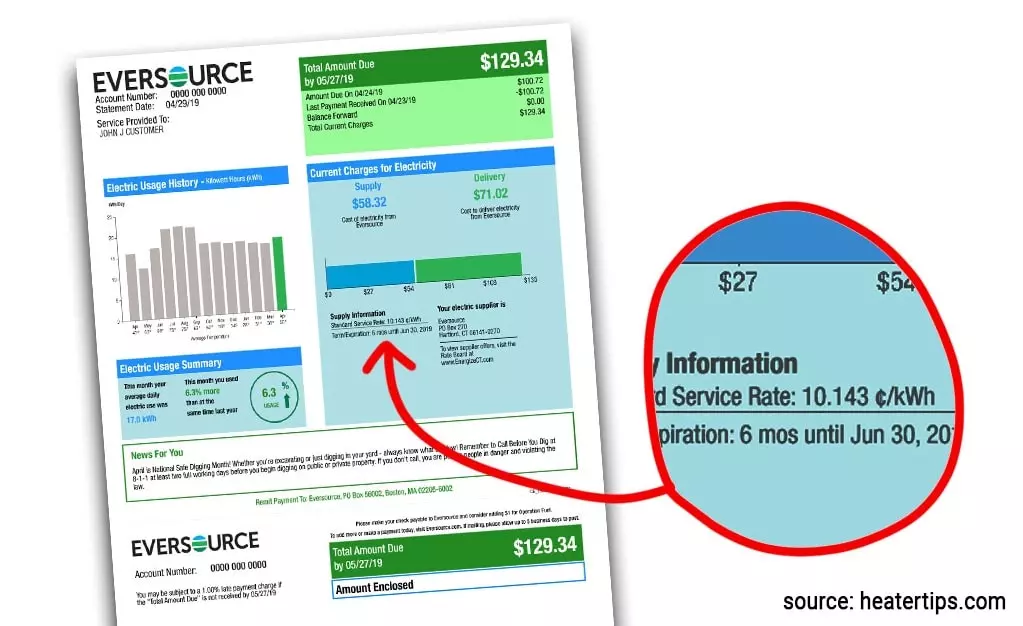 EVERSOURCE
Account Number: 0000 000 0000
Statement Date: 04/29/19
Service Provided To:
JOHN J CUSTOMER
Total Amount Due
by 05/27/19
$129.34
Amount Due On 04/24/19 $100.72
Last Payment Received On 04/23/19 -$100.72
Balance Forward $0.00
Total Current Charges $129.34
Electric Usage History - Kilowatt Hours (kWh)
25
20
15
10
5
0
Apr May Jun Jul Aug Sep Oct Nov Dec Jan Feb Mar Apr
Average Temperature
Current Charges for Electricity
Supply
$58.32
Cost of electricity from
Eversource
Delivery
$71.02
Cost to deliver electricity
from Eversource
$0 $27 $54 $81 $108 $135
Supply Information
Standard Service Rate: 10.143 ¢/kWh
Term/Expiration: 6 mos until Jun 30, 2019
Your electric supplier is
Eversource
PO Box 270
Hartford, CT 06141-0270
To view supplier offers, visit the
Rate Board at
www.EnergizeCT.com
Electric Usage Summary
This month your
average daily
electric use was
17.0 kWh
This month you used
6.3% more
than at the
same time last year
6.3 %
USAGE
News For You
April is National Safe Digging Month! Whether you're excavating or just digging in your yard - always know what's below! Remember to Call Before You Dig at
8-1-1 at least two full working days before you begin digging on public or private property. If you don't call, you are people in danger and violating the
law.
Remit Payment To: Eversource, PO Box 56002, Boston, MA 02205-6002
Please make your check payable to Eversource and consider adding $1 for Operation Fuel.
To add more or make a payment today, visit Eversource.com. If mailing, please allow up to 5 business days to post.
EVERSOURCE
Account Number: 0000 000 0000
You may be subject to a 1.00% late payment charge if
the "Total Amount Due" is not received by 05/27/19
Total Amount Due
by 05/27/19
$129.34
Amount Enclosed
$27 $54
y Information
d Service Rate: 10.143 ¢/kWh
piration: 6 mos until Jun 30, 20
source: heatertips.com